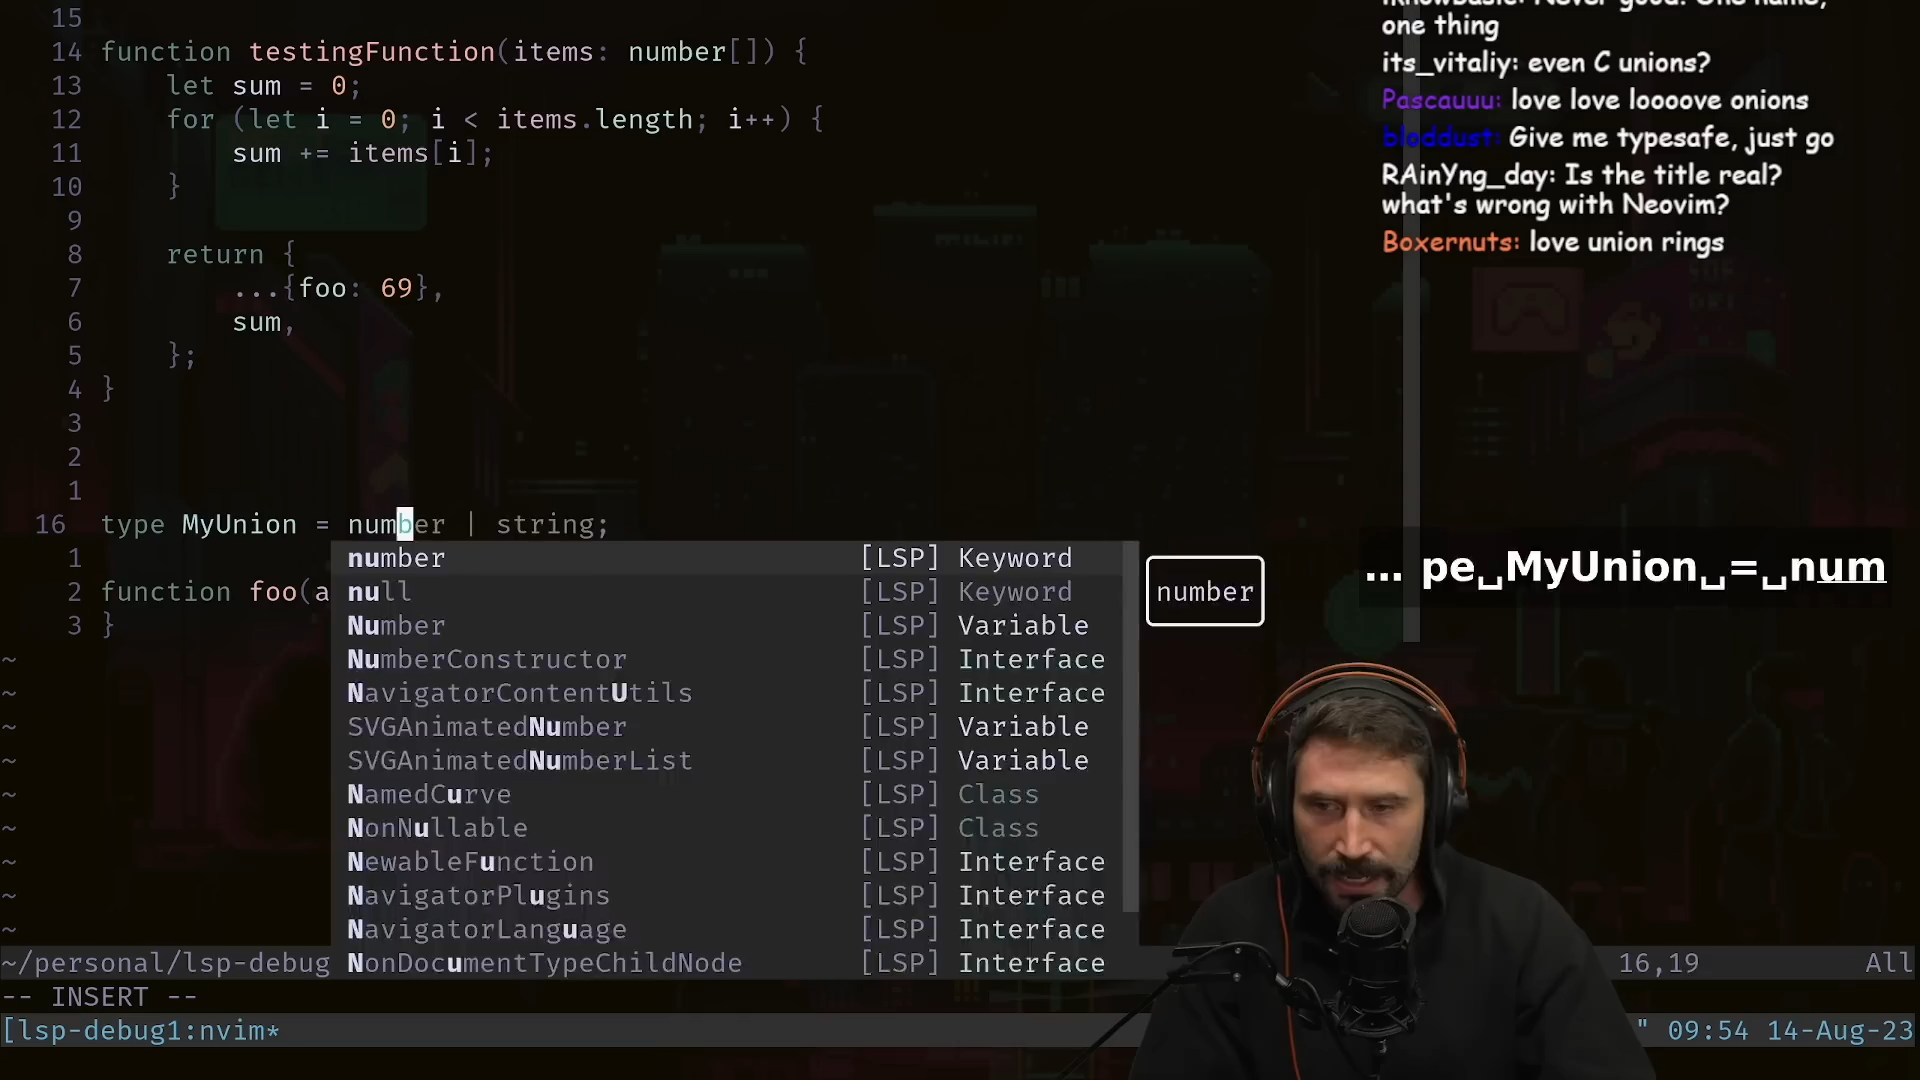 15
14 function testingFunction(items: number[]) {
13 let sum = 0;
12 for (let i = 0; i < items.length; i++) {
11 sum += items[i];
10 }
9
8 return {
7 ...{foo: 69},
6 sum,
5 };
4 }
3
2
1
16 type MyUnion = number | string;
1
2 function foo(a
3 }
~
~
~
~
~
~
~
~
~
number [LSP] Keyword
null [LSP] Keyword
Number [LSP] Variable
NumberConstructor [LSP] Interface
NavigatorContentUtils [LSP] Interface
SVGAnimatedNumber [LSP] Variable
SVGAnimatedNumberList [LSP] Variable
NamedCurve [LSP] Class
NonNullable [LSP] Class
NewableFunction [LSP] Interface
NavigatorPlugins [LSP] Interface
NavigatorLanguage [LSP] Interface
NonDocumentTypeChildNode [LSP] Interface
number
~/personal/lsp-debug 16,19 All
-- INSERT --
[lsp-debug1:nvim* " 09:54 14-Aug-23
one thing
its_vitaliy: even C unions?
Pascauuu: love love loooove onions
bloddust: Give me typesafe, just go
RAinYng_day: Is the title real?
what's wrong with Neovim?
Boxernuts: love union rings
... pe␣MyUnion␣=␣num